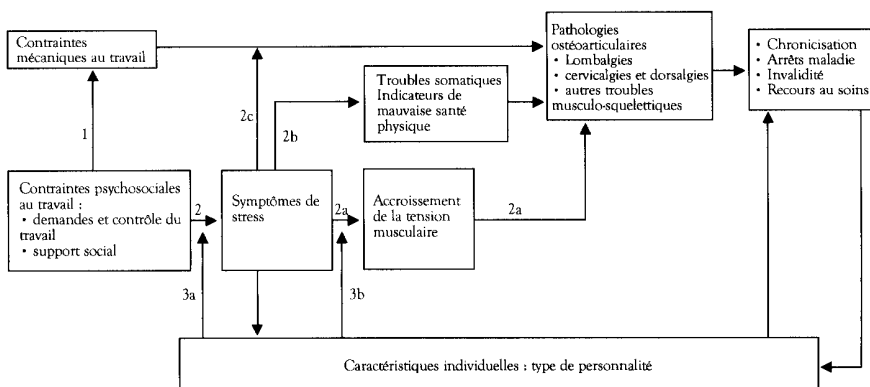 Contraintes
mécaniques au travail
Pathologies
ostéoarticulaires
• Lombalgies
• cervicalgies et dorsalgies
• autres troubles
musculo-squelettiques
• Chronicisation
• Arrêts maladie
• Invalidité
• Recours au soins
Troubles somatiques
Indicateurs de
mauvaise santé
physique
1
2c
2b
Contraintes psychosociales
au travail :
• demandes et contrôle du
travail
• support social
2
Symptômes de
stress
2a
Accroissement
de la tension
musculaire
2a
3a
3b
Caractéristiques individuelles : type de personnalité